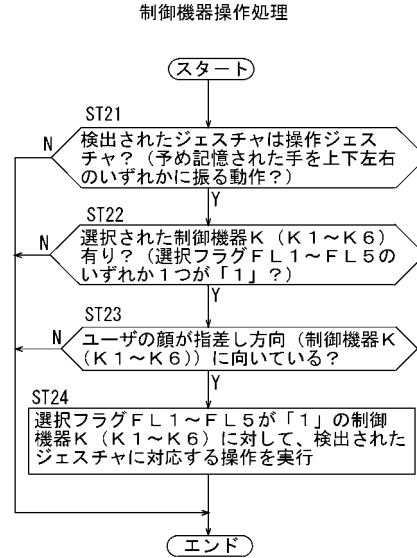 制御機器操作処理
スタート
ST21
N
検出されたジェスチャは操作ジェス
チャ?(予め記憶された手を上下左右
のいずれかに振る動作?)
Y
ST22
N
選択された制御機器K(K1~K6)
有り?(選択フラグFL1~FL5の
いずれか1つが「1」?)
Y
ST23
N
ユーザの顔が指差し方向(制御機器K
(K1~K6))に向いている?
Y
ST24
選択フラグFL1~FL5が「1」の制御
機器K(K1~K6)に対して、検出された
ジェスチャに対応する操作を実行
エンド